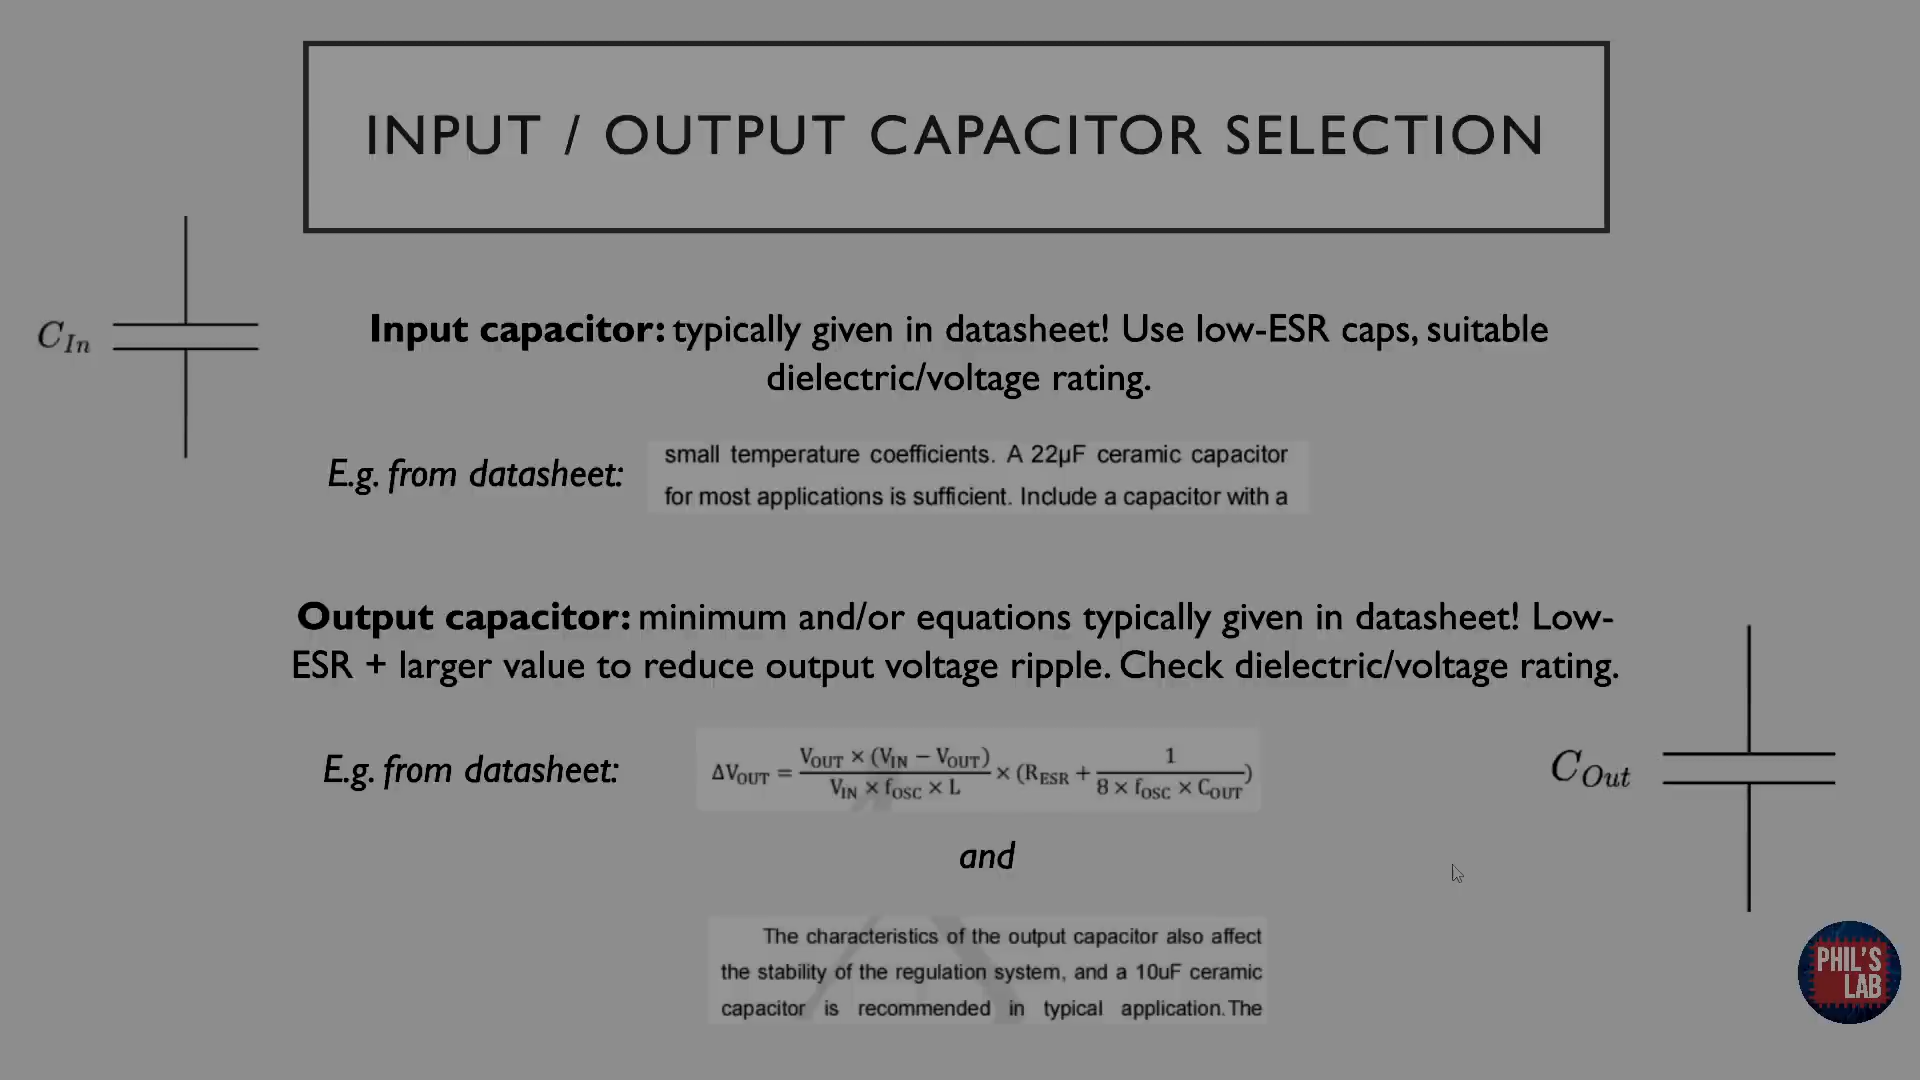 INPUT / OUTPUT CAPACITOR SELECTION
C_In
Input capacitor: typically given in datasheet! Use low-ESR caps, suitable
dielectric/voltage rating.
E.g. from datasheet:
small temperature coefficients. A 22µF ceramic capacitor
for most applications is sufficient. Include a capacitor with a
Output capacitor: minimum and/or equations typically given in datasheet! Low-
ESR + larger value to reduce output voltage ripple. Check dielectric/voltage rating.
E.g. from datasheet:
ΔV_OUT = (V_OUT × (V_IN − V_OUT)) / (V_IN × f_OSC × L) × (R_ESR + 1 / (8 × f_OSC × C_OUT))
C_Out
and
The characteristics of the output capacitor also affect
the stability of the regulation system, and a 10uF ceramic
capacitor is recommended in typical application.The
PHIL'S
LAB